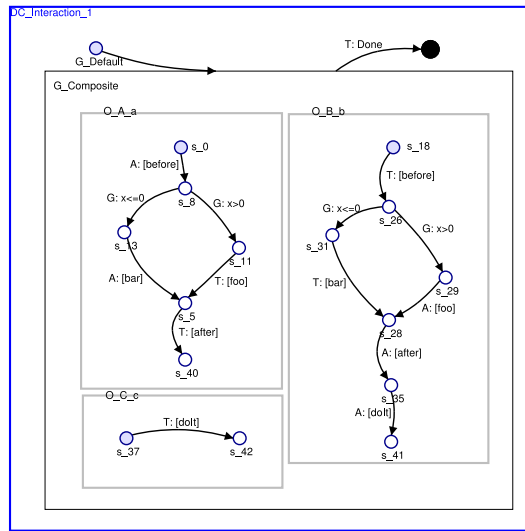 DC_Interaction_1
T: Done
G_Default
G_Composite
O_A_a
O_B_b
s_0
s_18
A: [before]
T: [before]
s_8
G: x<=0
G: x>0
s_26
G: x<=0
G: x>0
s_13
s_31
s_11
A: [bar]
T: [foo]
T: [bar]
s_29
s_5
A: [foo]
T: [after]
s_28
A: [after]
s_40
O_C_c
s_35
A: [doIt]
T: [doIt]
s_37
s_42
s_41